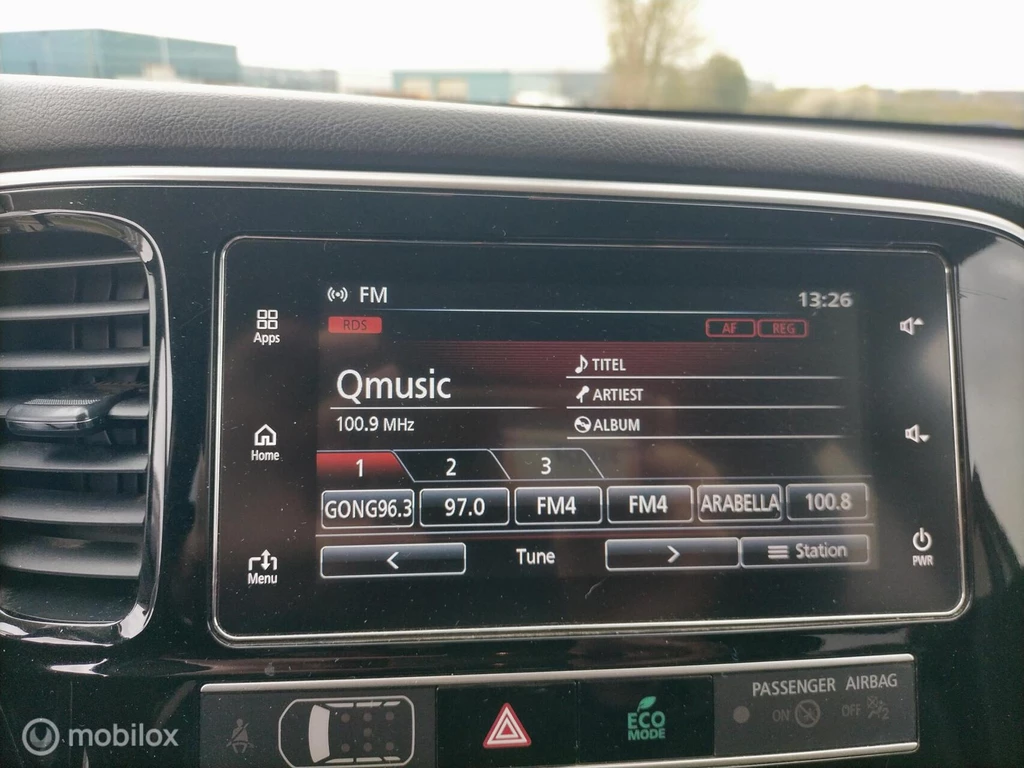 FM
13:26
RDS
AF REG
Apps
Qmusic
TITEL
ARTIEST
100.9 MHz
ALBUM
Home
1 2 3
GONG96.3 97.0 FM4 FM4 ARABELLA 100.8
< Tune > Station
Menu
PWR
PASSENGER AIRBAG
ON OFF 2
ECO
MODE
mobilox